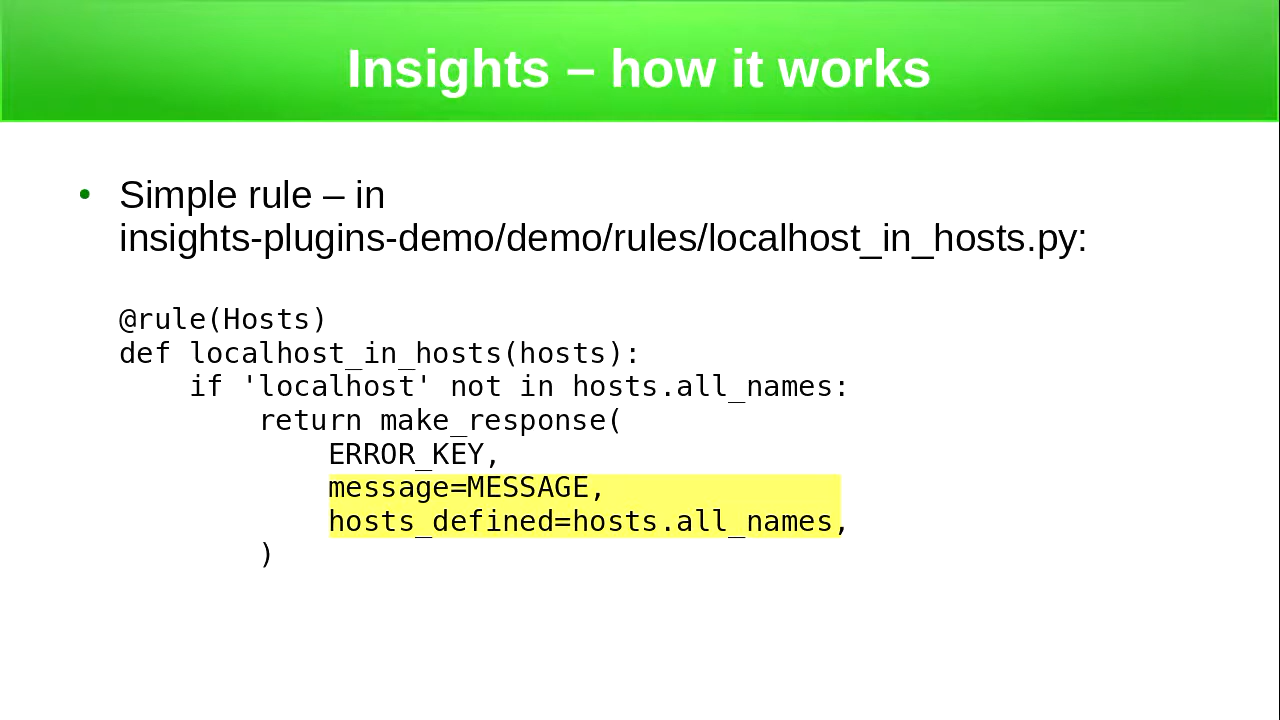 Insights – how it works
• Simple rule – in
insights-plugins-demo/demo/rules/localhost_in_hosts.py:
@rule(Hosts)
def localhost_in_hosts(hosts):
    if 'localhost' not in hosts.all_names:
        return make_response(
            ERROR_KEY,
            message=MESSAGE,
            hosts_defined=hosts.all_names,
        )